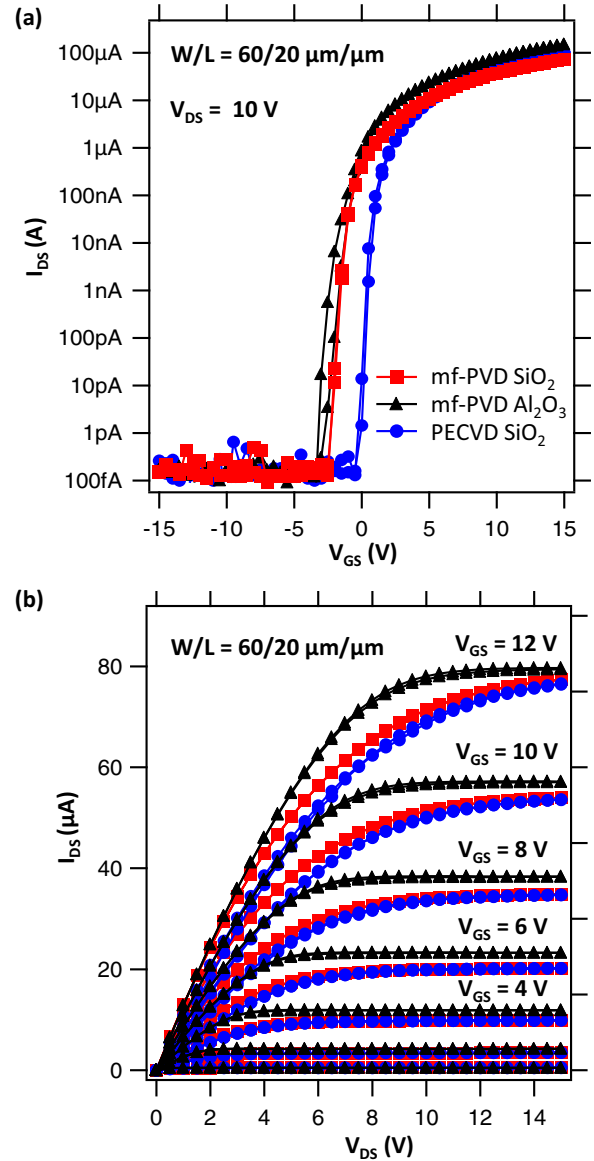 (a)
W/L = 60/20 µm/µm
V_DS = 10 V
I_DS (A)
100µA
10µA
1µA
100nA
10nA
1nA
100pA
10pA
1pA
100fA
mf-PVD SiO₂
mf-PVD Al₂O₃
PECVD SiO₂
-15 -10 -5 0 5 10 15
V_GS (V)
(b)
W/L = 60/20 µm/µm
V_GS = 12 V
V_GS = 10 V
V_GS = 8 V
V_GS = 6 V
V_GS = 4 V
I_DS (µA)
80
60
40
20
0
0 2 4 6 8 10 12 14
V_DS (V)